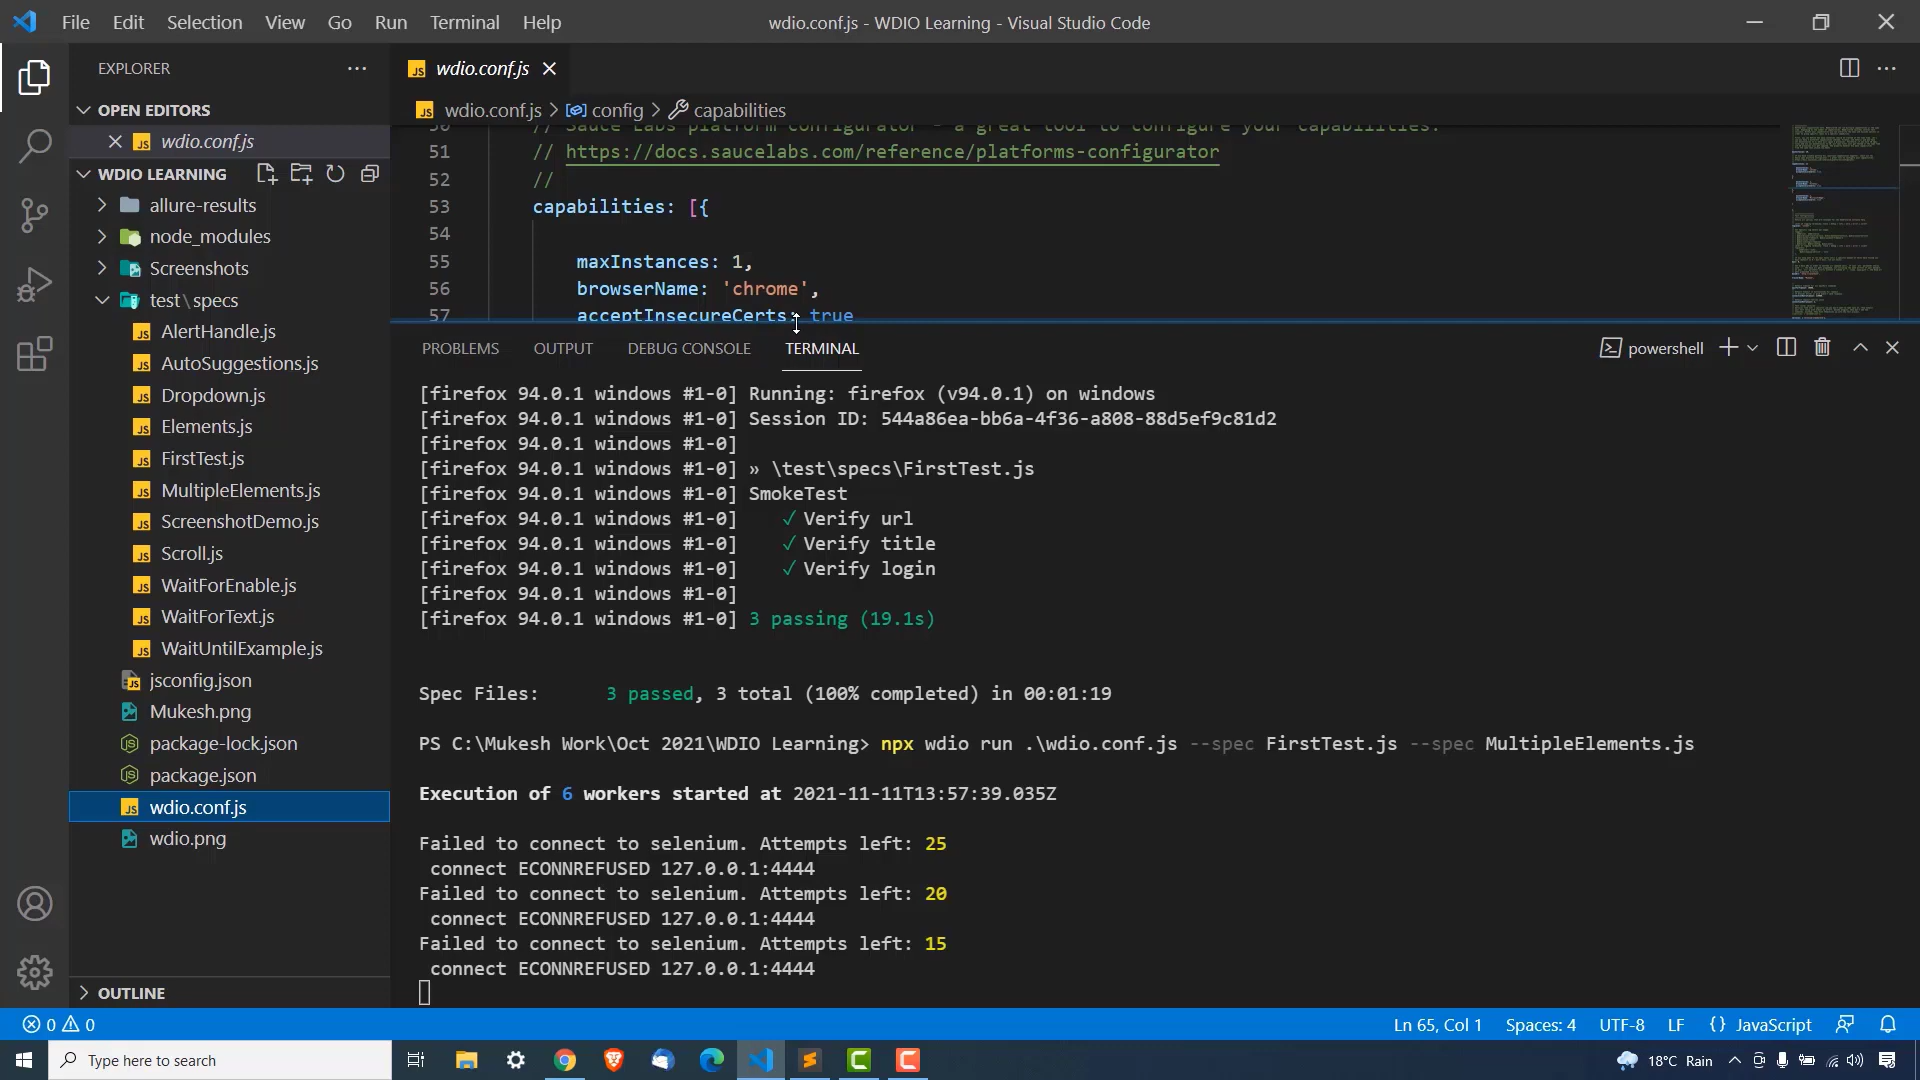 File Edit Selection View Go Run Terminal Help
wdio.conf.js - WDIO Learning - Visual Studio Code
EXPLORER
OPEN EDITORS
wdio.conf.js
WDIO LEARNING
allure-results
node_modules
Screenshots
test\specs
AlertHandle.js
AutoSuggestions.js
Dropdown.js
Elements.js
FirstTest.js
MultipleElements.js
ScreenshotDemo.js
Scroll.js
WaitForEnable.js
WaitForText.js
WaitUntilExample.js
jsconfig.json
Mukesh.png
package-lock.json
package.json
wdio.conf.js
wdio.png
OUTLINE
wdio.conf.js
wdio.conf.js > config > capabilities
50 // Sauce Labs platform configurator - a great tool to configure your capabilities:
51 // https://docs.saucelabs.com/reference/platforms-configurator
52 //
53 capabilities: [{
54
55 maxInstances: 1,
56 browserName: 'chrome',
57 acceptInsecureCerts: true
PROBLEMS OUTPUT DEBUG CONSOLE TERMINAL
powershell
[firefox 94.0.1 windows #1-0] Running: firefox (v94.0.1) on windows
[firefox 94.0.1 windows #1-0] Session ID: 544a86ea-bb6a-4f36-a808-88d5ef9c81d2
[firefox 94.0.1 windows #1-0]
[firefox 94.0.1 windows #1-0] » \test\specs\FirstTest.js
[firefox 94.0.1 windows #1-0] SmokeTest
[firefox 94.0.1 windows #1-0] ✓ Verify url
[firefox 94.0.1 windows #1-0] ✓ Verify title
[firefox 94.0.1 windows #1-0] ✓ Verify login
[firefox 94.0.1 windows #1-0]
[firefox 94.0.1 windows #1-0] 3 passing (19.1s)
Spec Files: 3 passed, 3 total (100% completed) in 00:01:19
PS C:\Mukesh Work\Oct 2021\WDIO Learning> npx wdio run .\wdio.conf.js --spec FirstTest.js --spec MultipleElements.js
Execution of 6 workers started at 2021-11-11T13:57:39.035Z
Failed to connect to selenium. Attempts left: 25
connect ECONNREFUSED 127.0.0.1:4444
Failed to connect to selenium. Attempts left: 20
connect ECONNREFUSED 127.0.0.1:4444
Failed to connect to selenium. Attempts left: 15
connect ECONNREFUSED 127.0.0.1:4444
0 0 Ln 65, Col 1 Spaces: 4 UTF-8 LF {} JavaScript
Type here to search
18°C Rain